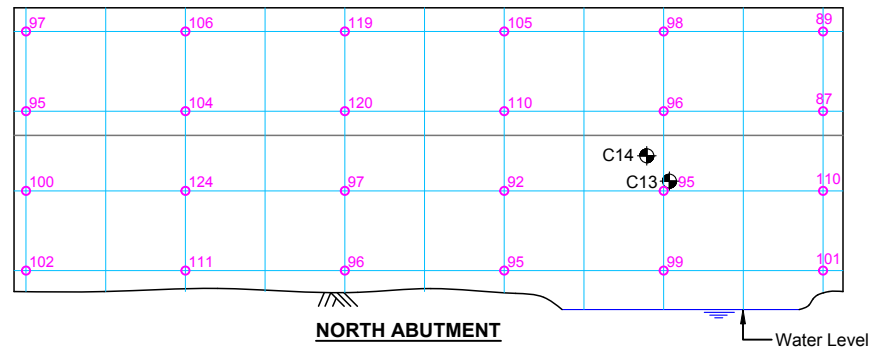 97 106 119 105 98 89
95 104 120 110 96 87
C14
C13
100 124 97 92 95 110
102 111 96 95 99 101
NORTH ABUTMENT
Water Level